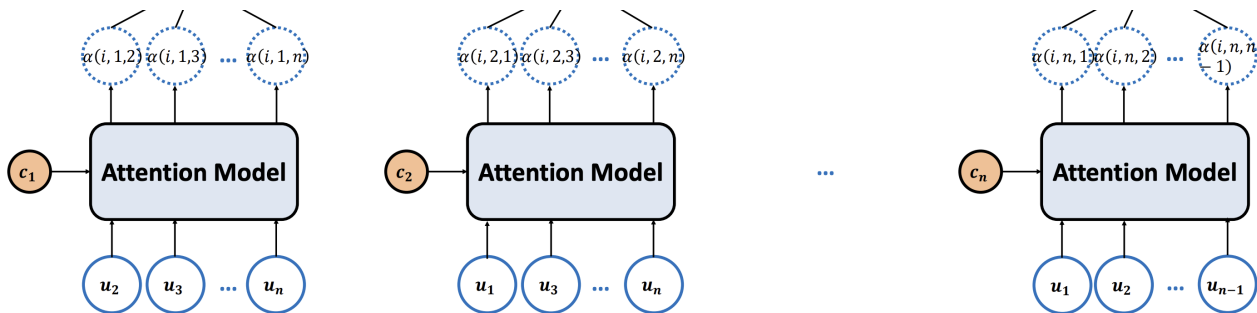 α(i, 1,2) α(i, 1,3) ... α(i, 1, n) α(i, 2,1) α(i, 2,3) ... α(i, 2, n) α(i, n, 1) α(i, n, 2) ... α(i, n, n
− 1)
c₁ Attention Model c₂ Attention Model ... cₙ Attention Model
u₂ u₃ ... uₙ u₁ u₃ ... uₙ u₁ u₂ ... uₙ₋₁